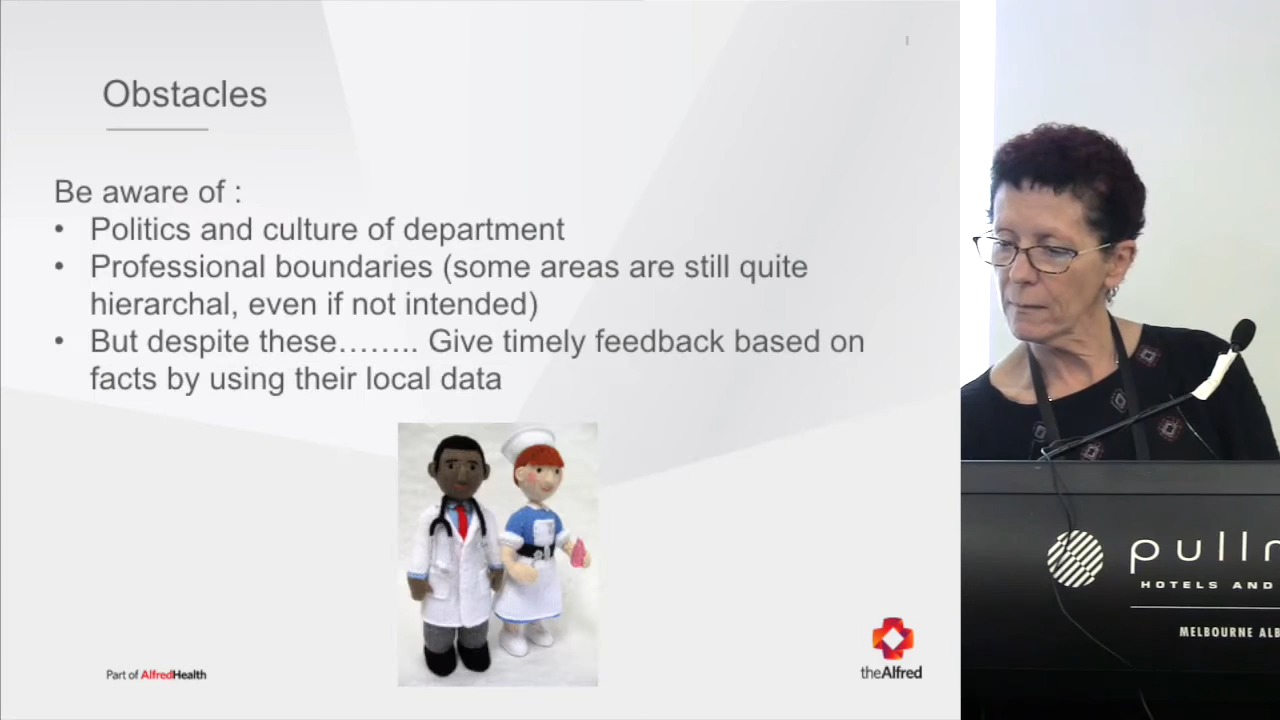 Obstacles
Be aware of :
• Politics and culture of department
• Professional boundaries (some areas are still quite
hierarchal, even if not intended)
• But despite these…….. Give timely feedback based on
facts by using their local data
Part of AlfredHealth
theAlfred
pull
HOTELS AND
MELBOURNE ALB